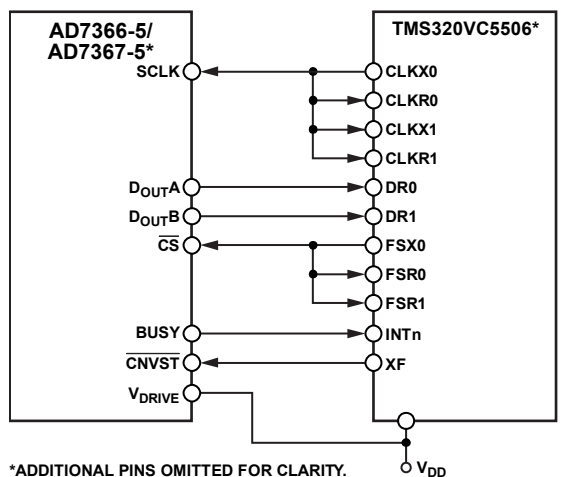 AD7366-5/
AD7367-5*
TMS320VC5506*
SCLK
CLKX0
CLKR0
CLKX1
CLKR1
DOUTA
DR0
DOUTB
DR1
CS
FSX0
FSR0
FSR1
BUSY
INTn
CNVST
XF
VDRIVE
*ADDITIONAL PINS OMITTED FOR CLARITY.
VDD